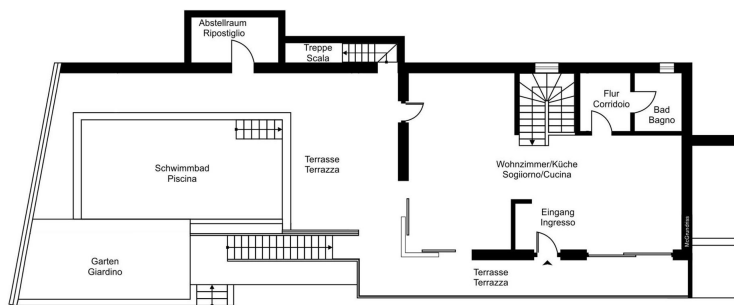 Abstellraum
Ripostiglio
Treppe
Scala
Flur
Corridoio
Bad
Bagno
Schwimmbad
Piscina
Terrasse
Terrazza
Wohnzimmer/Küche
Sogiiorno/Cucina
Eingang
Ingresso
Garten
Giardino
Terrasse
Terrazza